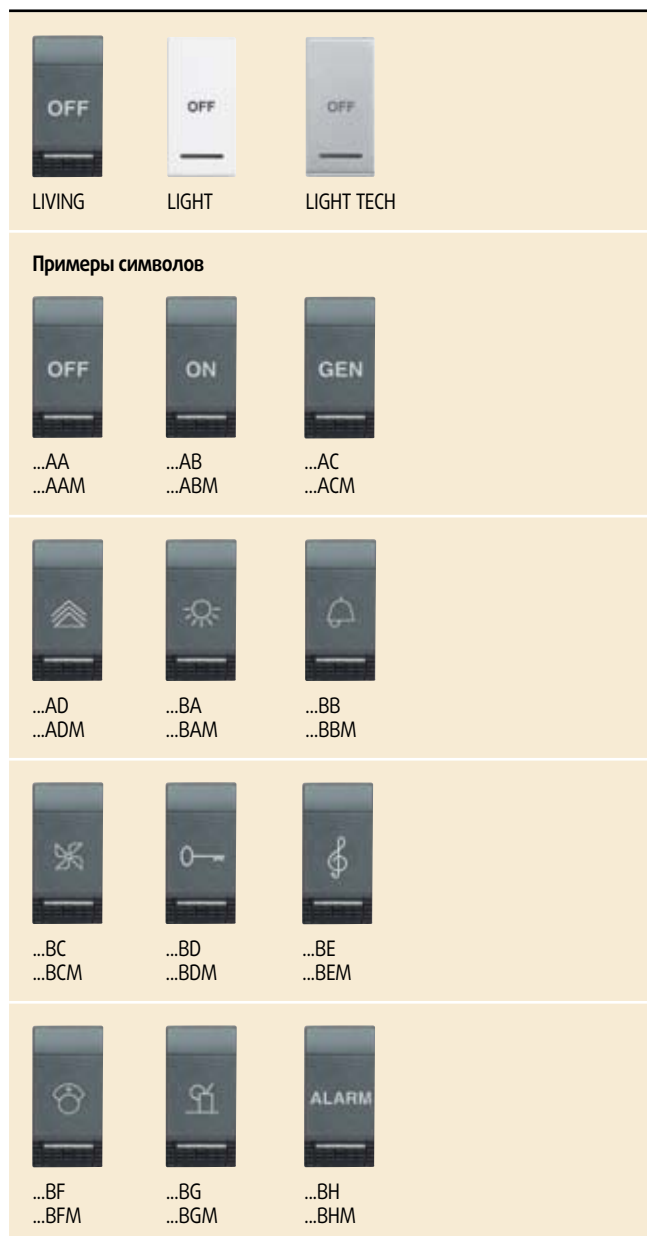 OFF OFF OFF
LIVING LIGHT LIGHT TECH
Примеры символов
OFF ON GEN
...AA ...AB ...AC
...AAM ...ABM ...ACM
...AD ...BA ...BB
...ADM ...BAM ...BBM
...BC ...BD ...BE
...BCM ...BDM ...BEM
ALARM
...BF ...BG ...BH
...BFM ...BGM ...BHM